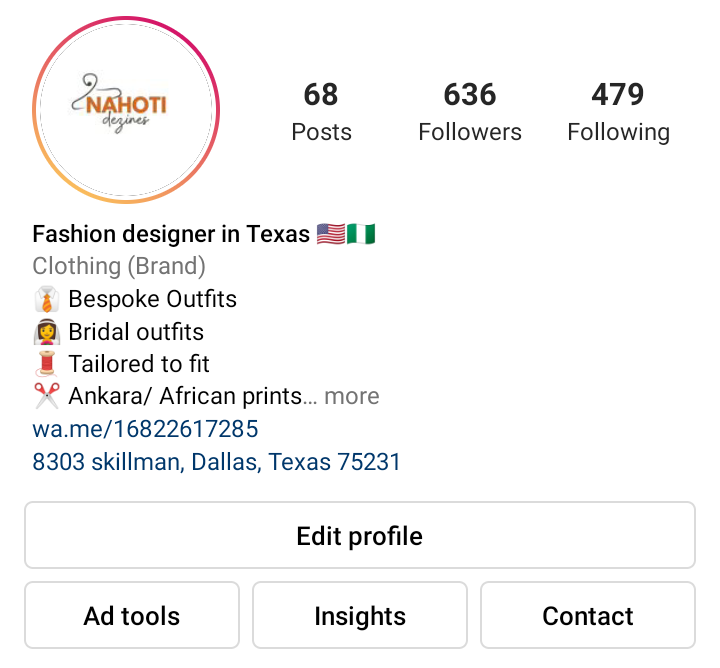 NAHOTI
dezines
68
Posts
636
Followers
479
Following
Fashion designer in Texas 🇺🇸🇳🇬
Clothing (Brand)
👔 Bespoke Outfits
👰 Bridal outfits
🧵 Tailored to fit
✂️ Ankara/ African prints... more
wa.me/16822617285
8303 skillman, Dallas, Texas 75231
Edit profile
Ad tools
Insights
Contact